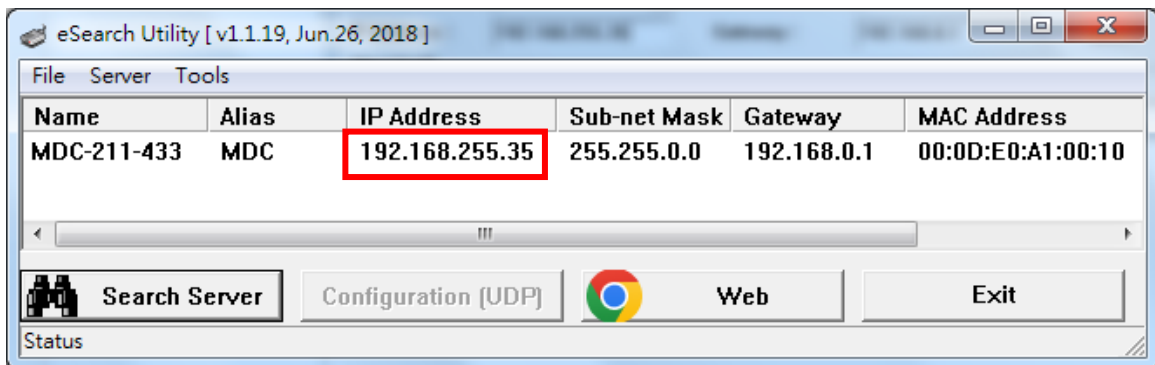 eSearch Utility [ v1.1.19, Jun.26, 2018 ]
File Server Tools
Name Alias IP Address Sub-net Mask Gateway MAC Address
MDC-211-433 MDC 192.168.255.35 255.255.0.0 192.168.0.1 00:0D:E0:A1:00:10
Search Server Configuration (UDP) Web Exit
Status